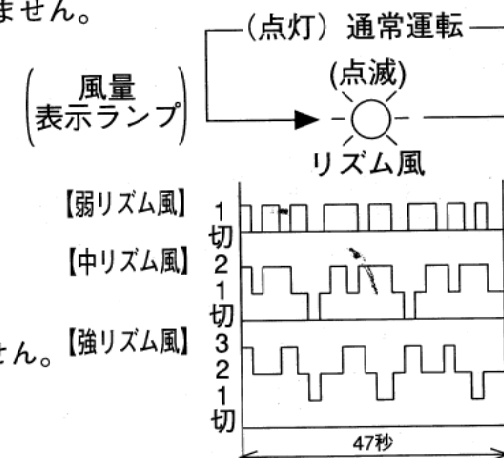 ません。
(点灯) 通常運転
(風量
表示ランプ)
(点滅)
リズム風
【弱リズム風】 1
切
【中リズム風】 2
1
切
せん。
【強リズム風】 3
2
1
切
47秒